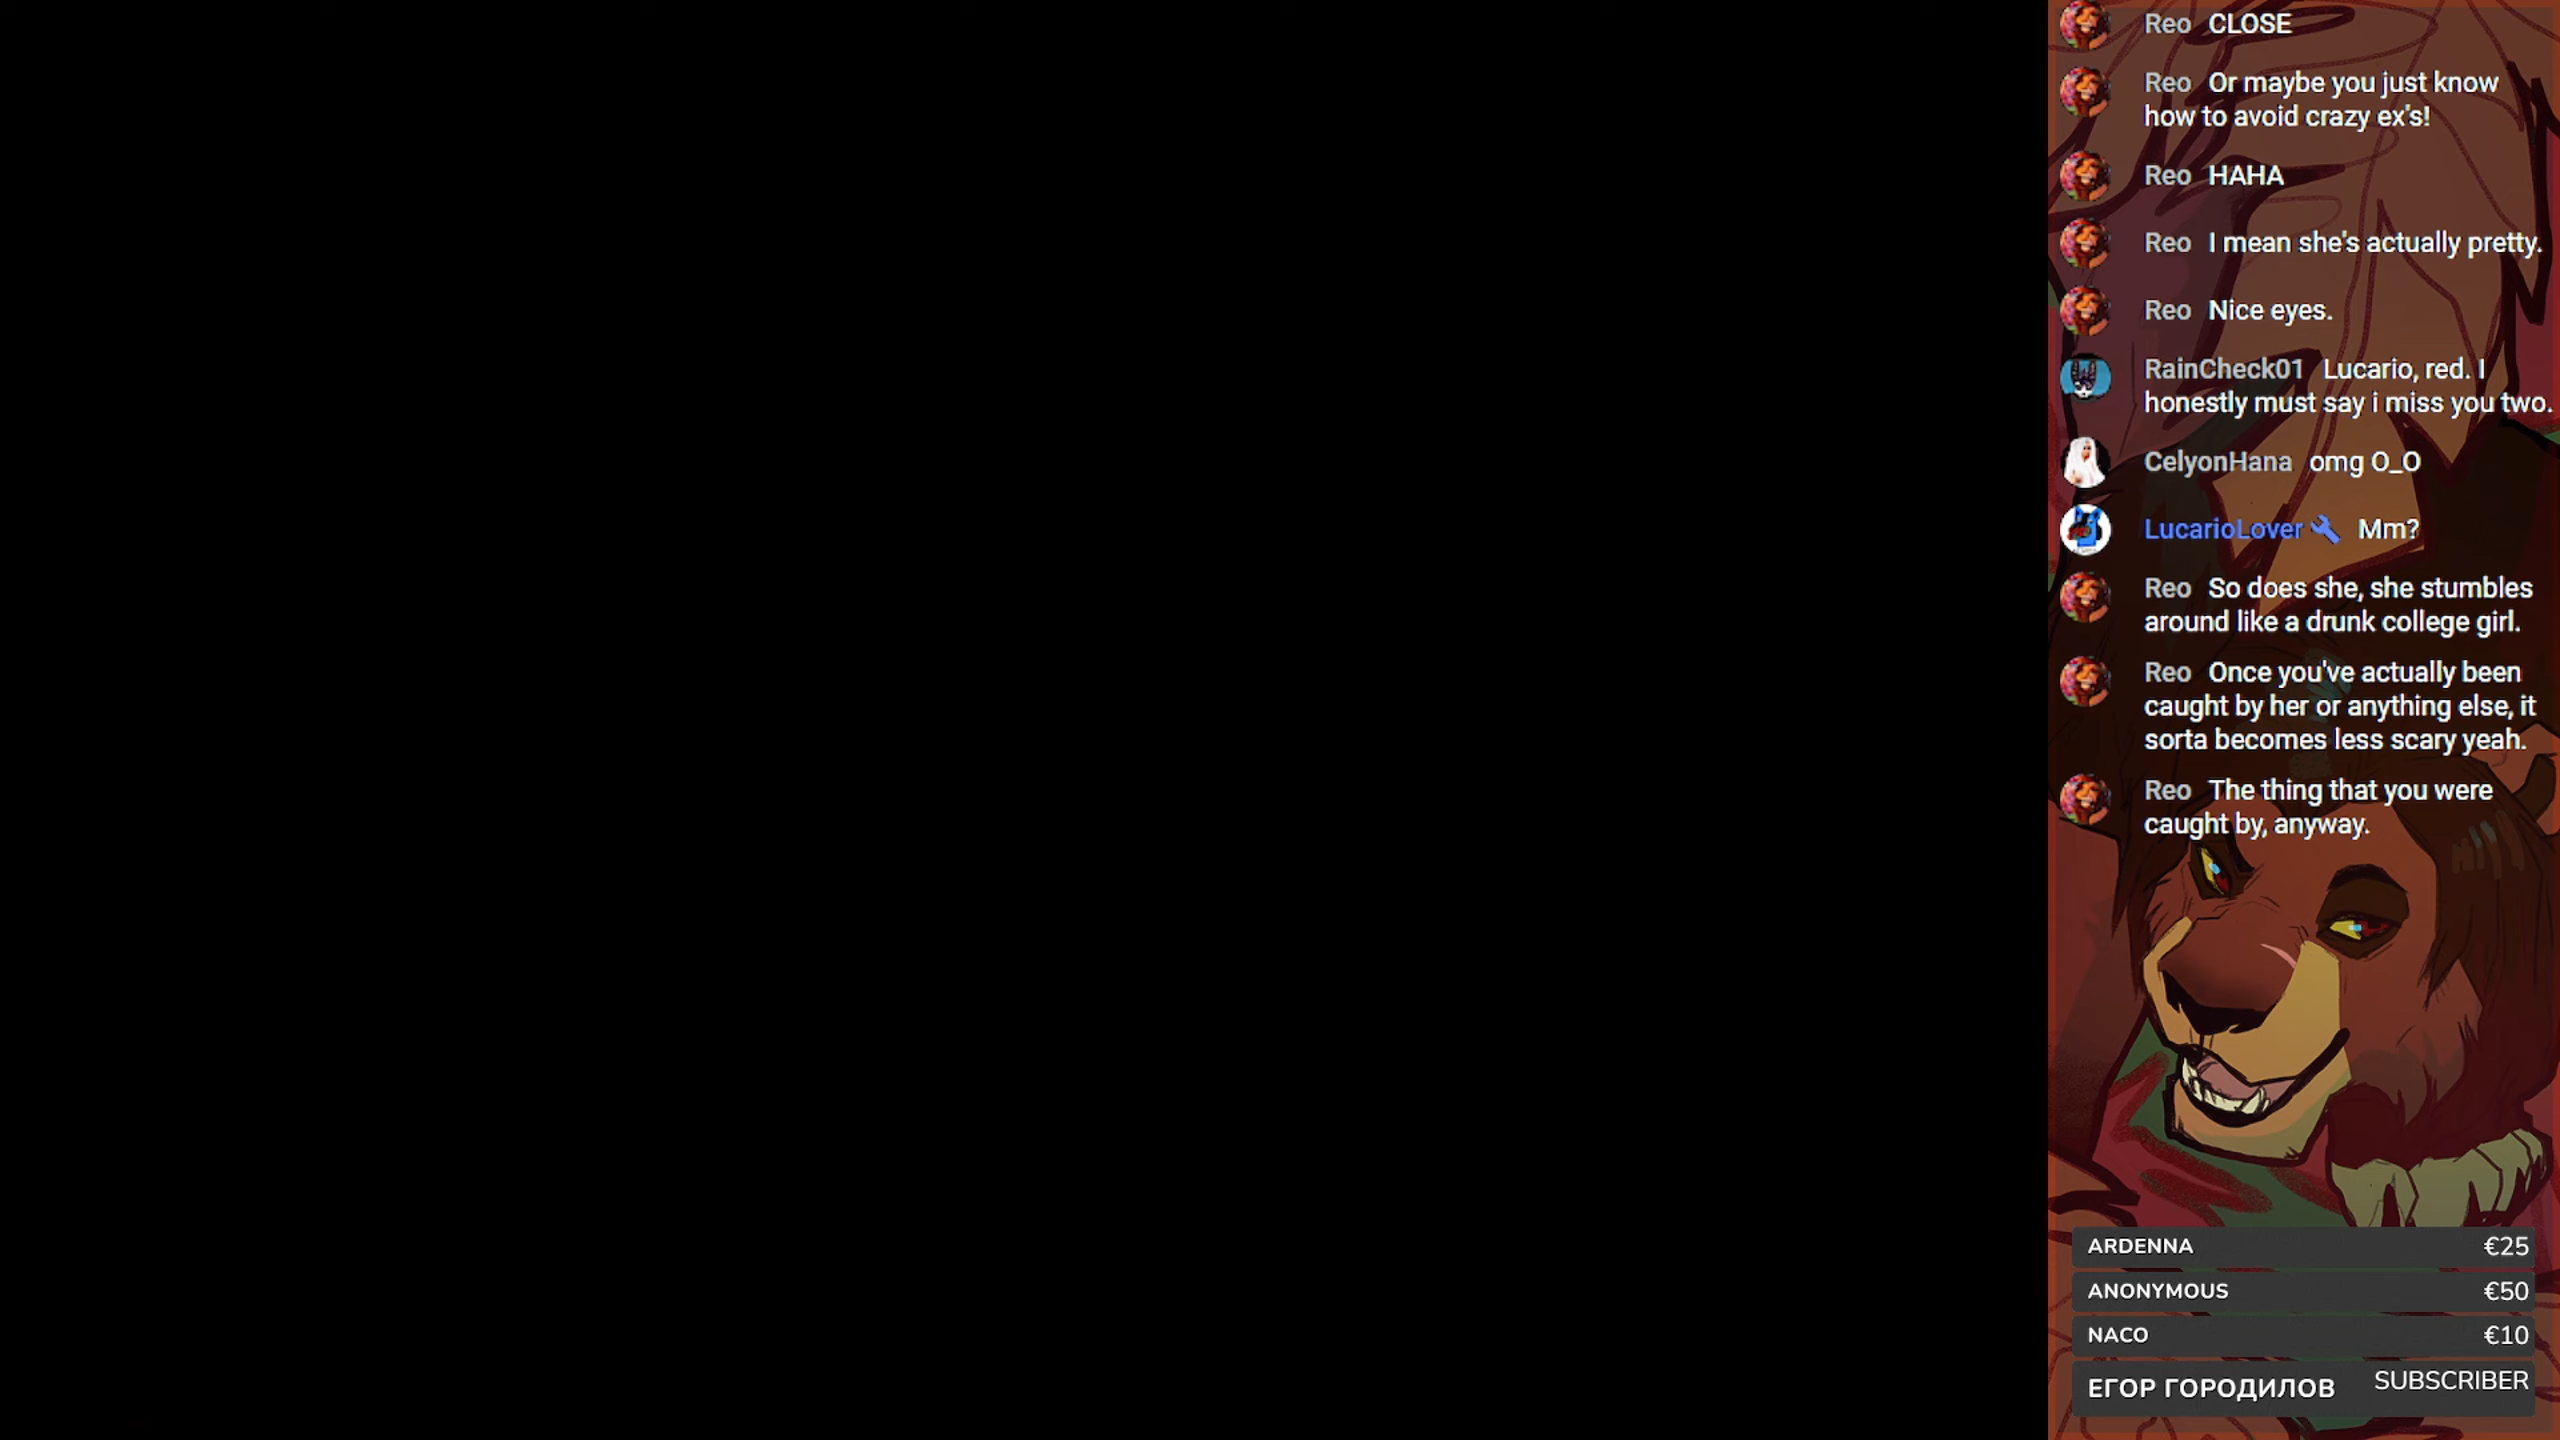 Reo CLOSE
Reo Or maybe you just know
how to avoid crazy ex's!
Reo HAHA
Reo I mean she's actually pretty.
Reo Nice eyes.
RainCheck01 Lucario, red. I
honestly must say i miss you two.
CelyonHana omg O_O
LucarioLover Mm?
Reo So does she, she stumbles
around like a drunk college girl.
Reo Once you've actually been
caught by her or anything else, it
sorta becomes less scary yeah.
Reo The thing that you were
caught by, anyway.
ARDENNA €25
ANONYMOUS €50
NACO €10
ЕГОР ГОРОДИЛОВ SUBSCRIBER